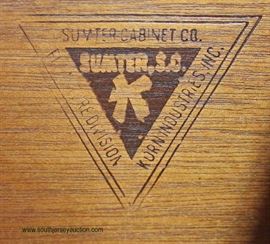 SUMTER CABINET CO.
SUMTER, S.C.
KORN INDUSTRIES, INC.
DIVISION
www.southjerseyauction.com